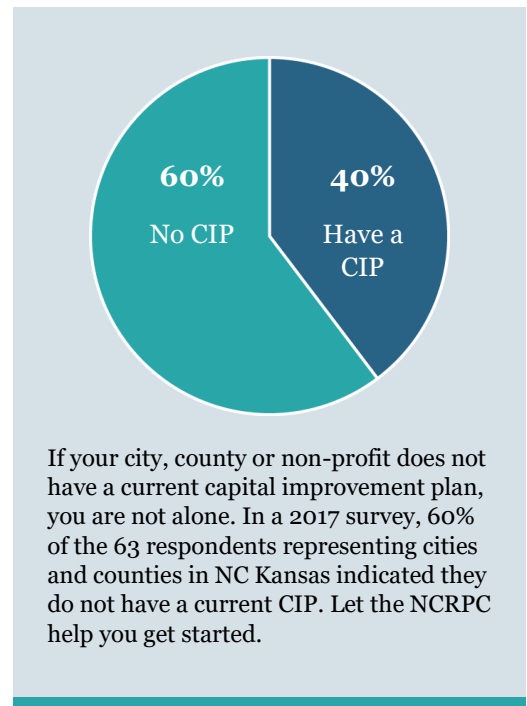 60%
No CIP
40%
Have a
CIP
If your city, county or non-profit does not
have a current capital improvement plan,
you are not alone. In a 2017 survey, 60%
of the 63 respondents representing cities
and counties in NC Kansas indicated they
do not have a current CIP. Let the NCRPC
help you get started.